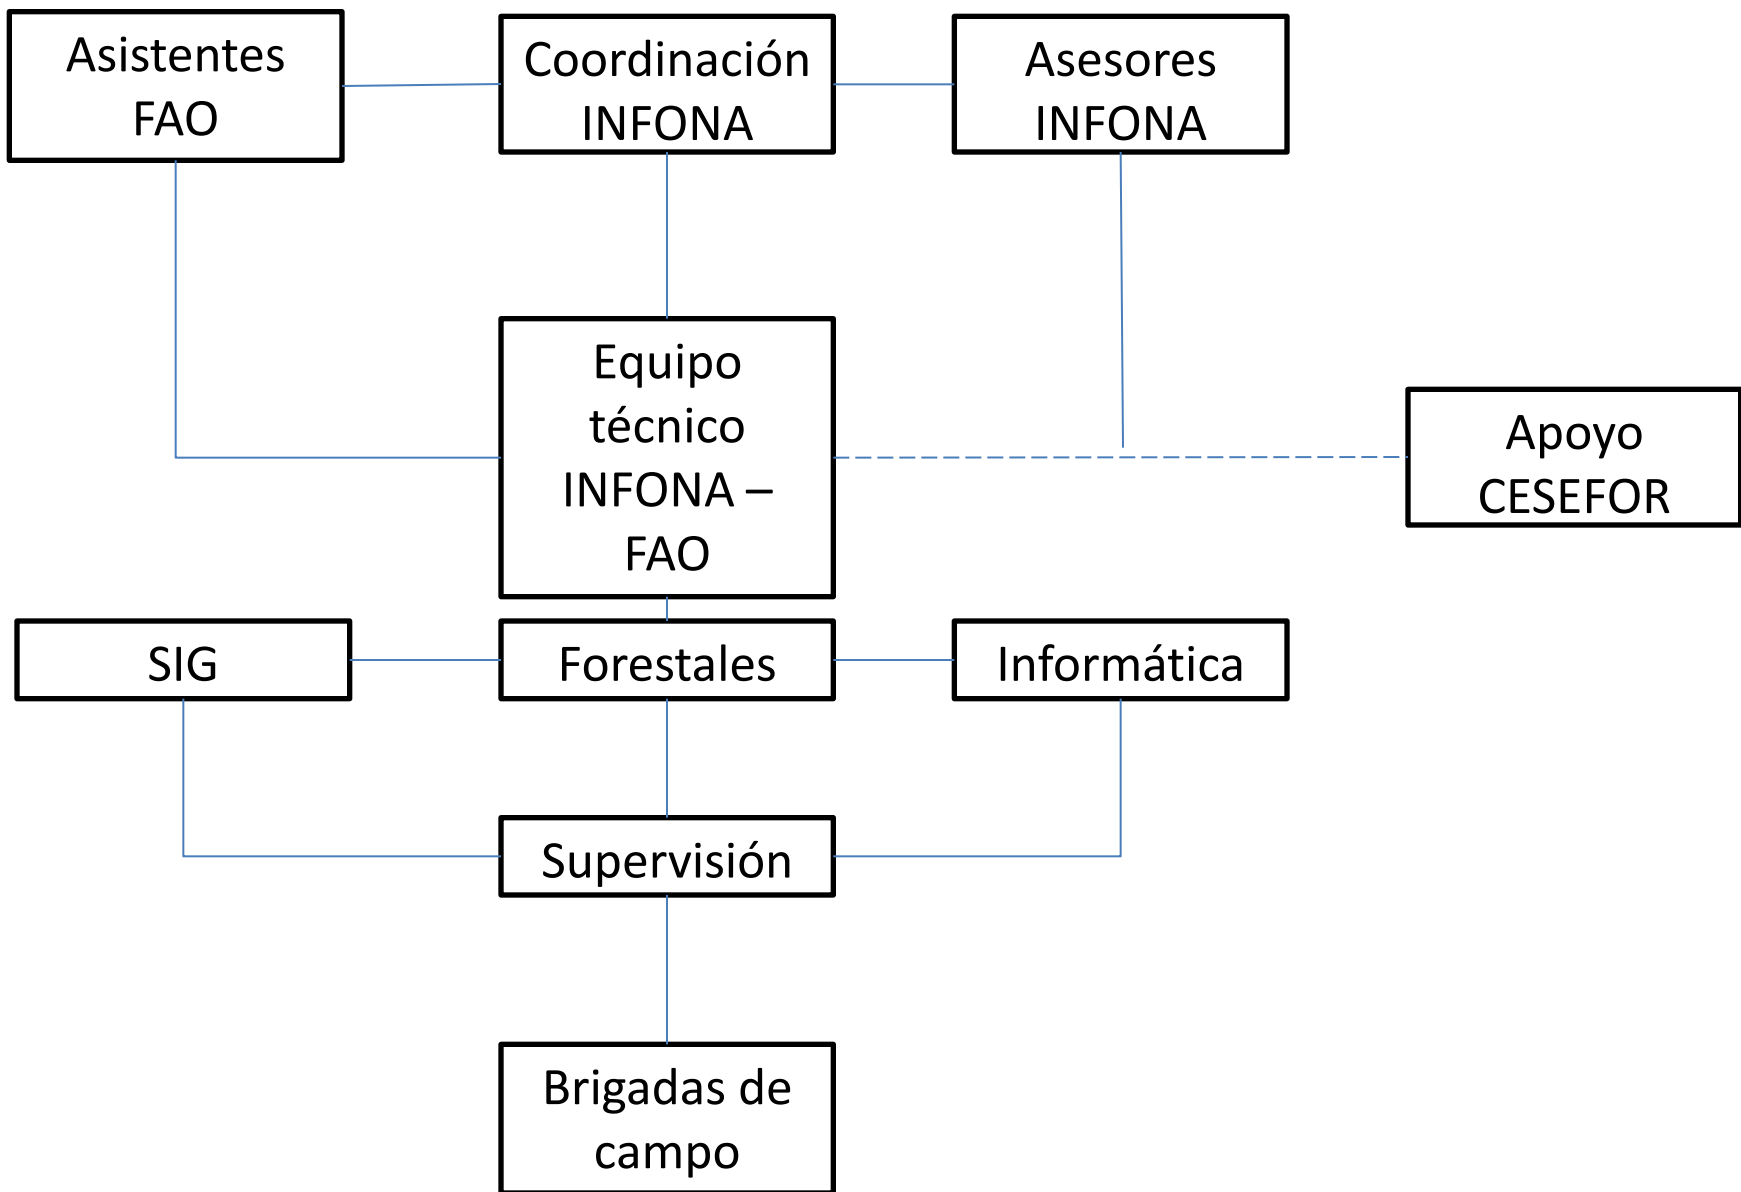 Asistentes
FAO
Coordinación
INFONA
Asesores
INFONA
Equipo
técnico
INFONA –
FAO
Apoyo
CESEFOR
SIG
Forestales
Informática
Supervisión
Brigadas de
campo